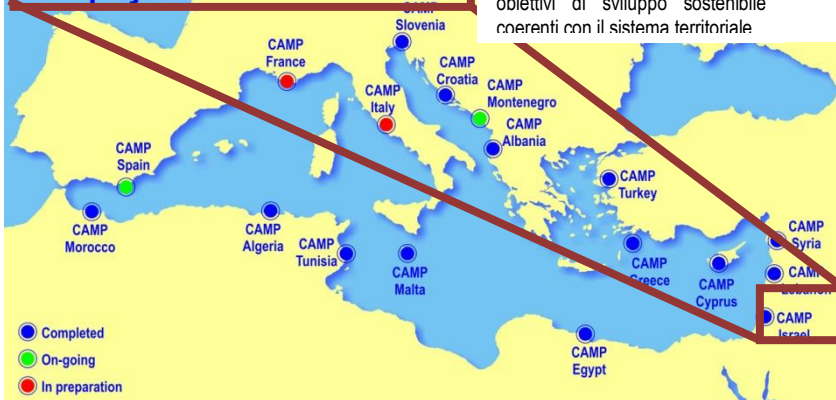 obiettivi di sviluppo sostenibile
coerenti con il sistema territoriale
Slovenia
CAMP
France
CAMP
Croatia
CAMP
Italy
CAMP
Montenegro
CAMP
Albania
CAMP
Spain
CAMP
Turkey
CAMP
Morocco
CAMP
Algeria
CAMP
Tunisia
CAMP
Malta
CAMP
Greece
CAMP
Cyprus
CAMP
Syria
CAMP
Lebanon
CAMP
Israel
CAMP
Egypt
Completed
On-going
In preparation